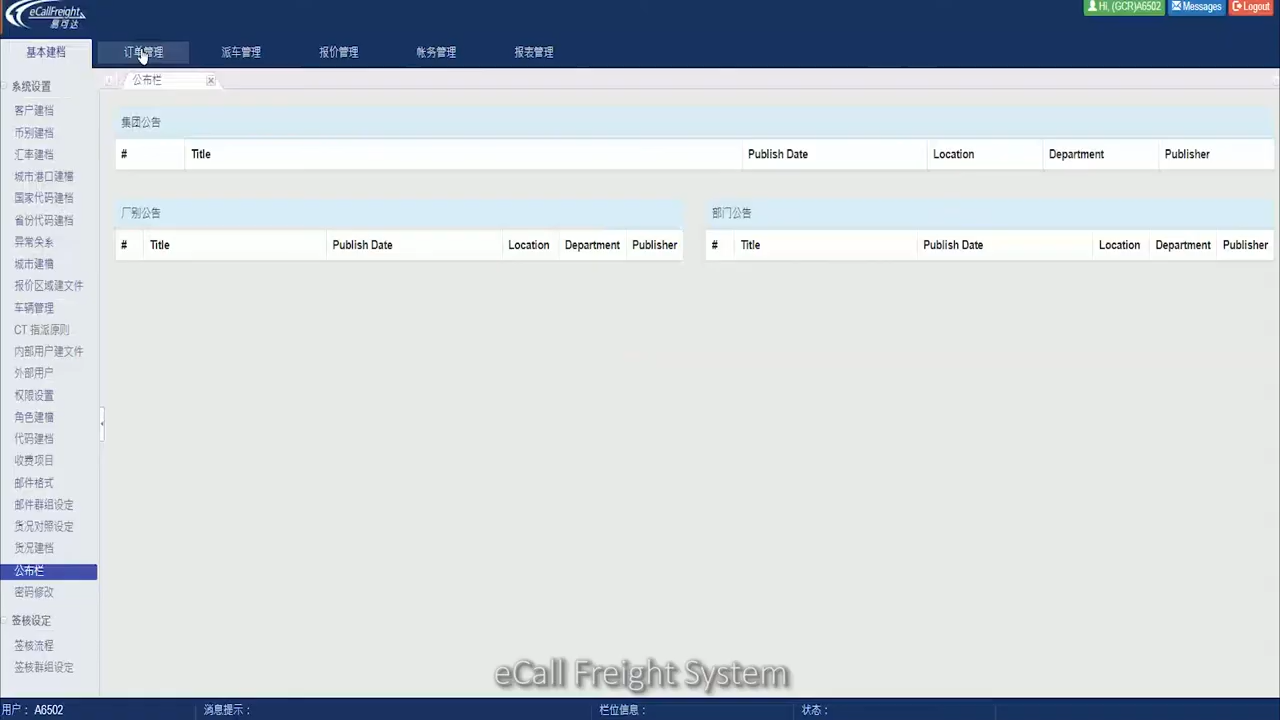 eCallFreight
易可达
Hi, (GCR)A6502
Messages
Logout
基本建档
订单管理
派车管理
报价管理
帐务管理
报表管理
系统设置
客户建档
币别建档
汇率建档
城市港口建檔
国家代码建档
省份代码建档
异常关系
城市建檔
报价区域建文件
车辆管理
CT 指派原则
内部用户建文件
外部用户
权限设置
角色建檔
代码建档
收费项目
邮件格式
邮件群组设定
货况对照设定
货况建档
公布栏
密码修改
签核设定
签核流程
签核群组设定
公布栏
集团公告
# Title Publish Date Location Department Publisher
厂别公告
# Title Publish Date Location Department Publisher
部门公告
# Title Publish Date Location Department Publisher
eCall Freight System
用户： A6502
消息提示：
栏位信息：
状态：